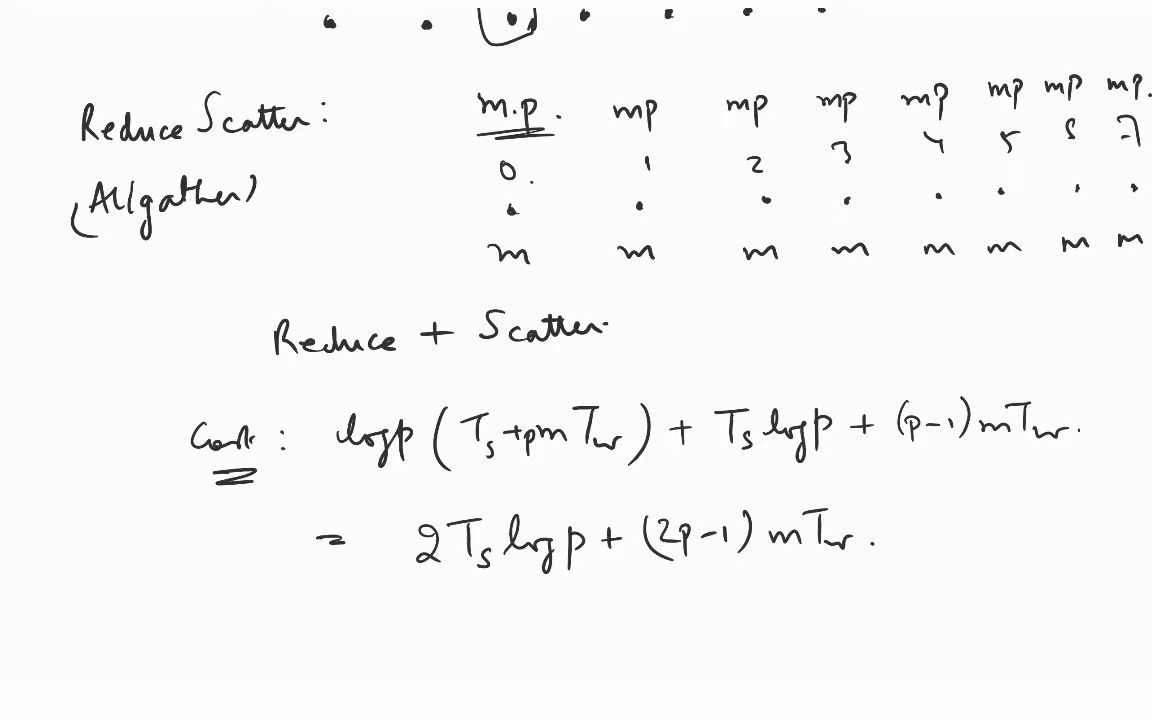 Reduce Scatter: m.p. mp mp mp mp mp mp mp.
0. 1 2 3 4 5 6 7
(Allgather)
m m m m m m m m
Reduce + Scatter.
Cost: log p (Ts + pm Tw) + Ts log p + (p-1) m Tw.
= 2 Ts log p + (2p-1) m Tw.